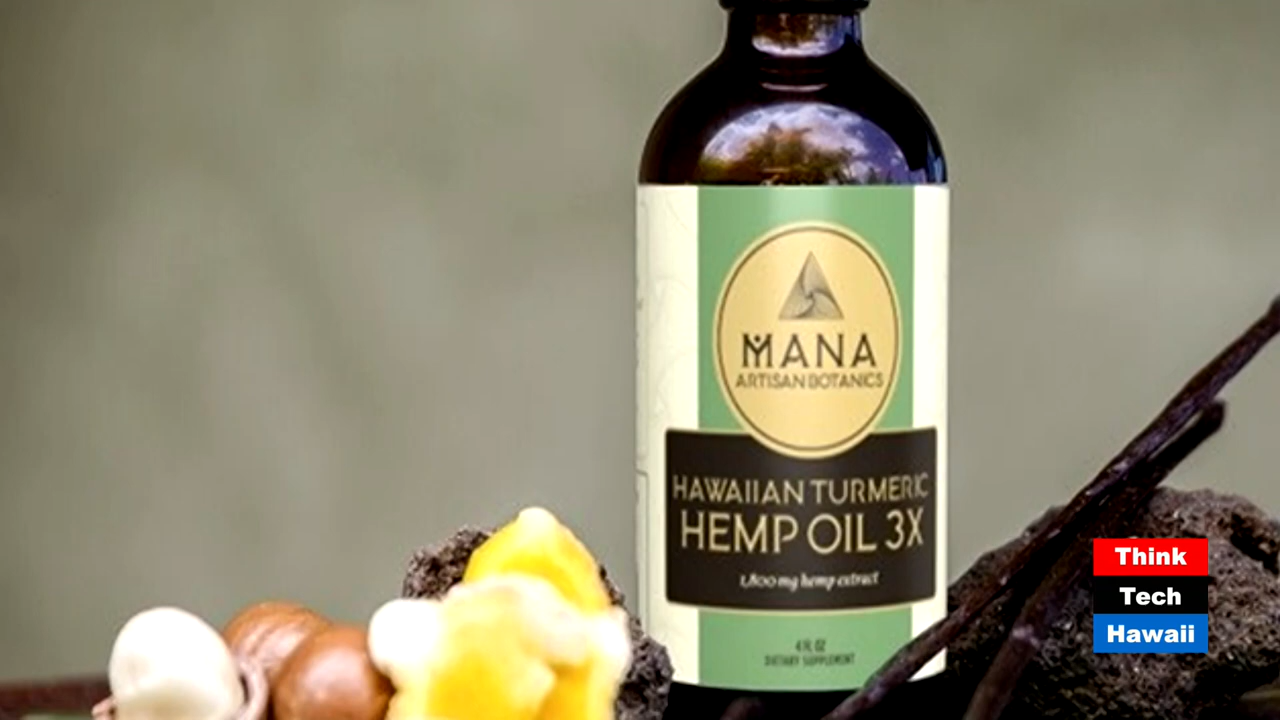 MANA
ARTISAN BOTANICS
HAWAIIAN TURMERIC
HEMP OIL 3X
1,800 mg hemp extract
4 FL OZ
DIETARY SUPPLEMENT
Think
Tech
Hawaii